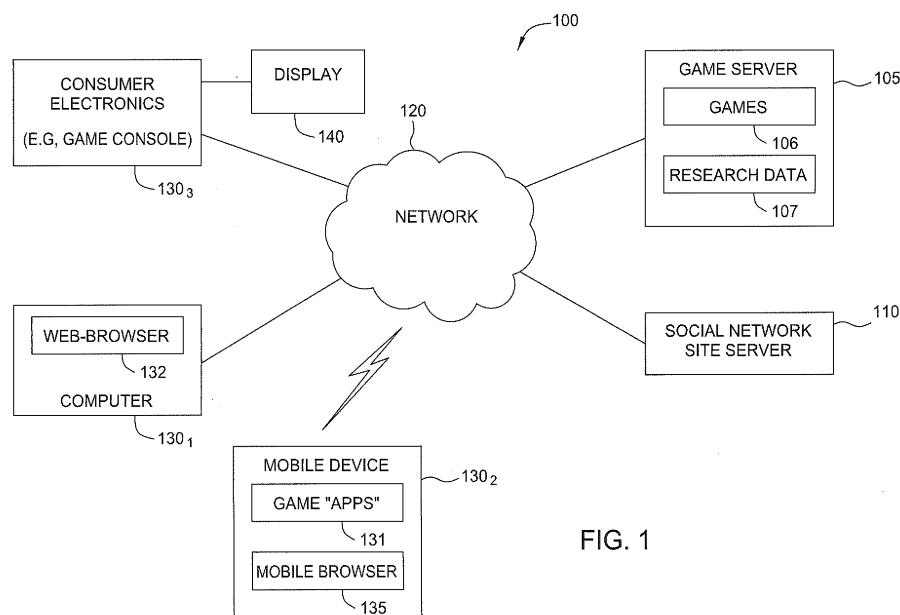 100
CONSUMER
ELECTRONICS
(E.G, GAME CONSOLE)
130₃
DISPLAY
140
120
NETWORK
GAME SERVER
105
GAMES
106
RESEARCH DATA
107
WEB-BROWSER
132
COMPUTER
130₁
SOCIAL NETWORK
SITE SERVER
110
MOBILE DEVICE
130₂
GAME "APPS"
131
MOBILE BROWSER
135
FIG. 1